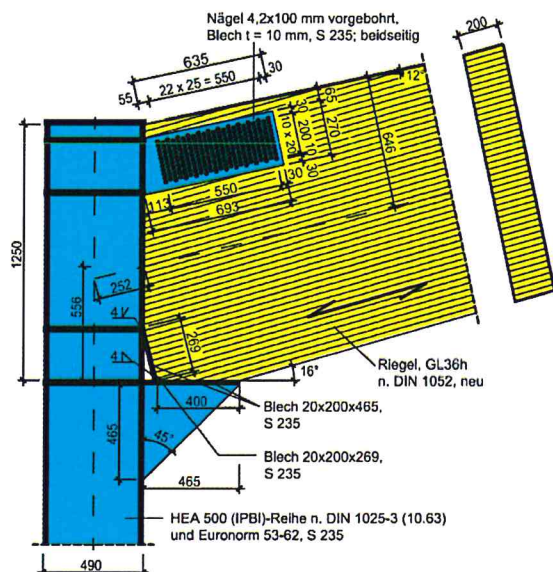 Nägel 4,2x100 mm vorgebohrt,
Blech t = 10 mm, S 235; beidseitig
200
635
30
55
22 x 25 = 550
12°
65
270
30
200
10
30
10 x 20
646
30
550
113
693
1250
252
556
4
269
4
16°
Riegel, GL36h
n. DIN 1052, neu
400
Blech 20x200x465,
S 235
465
45°
Blech 20x200x269,
S 235
465
HEA 500 (IPBI)-Reihe n. DIN 1025-3 (10.63)
und Euronorm 53-62, S 235
490